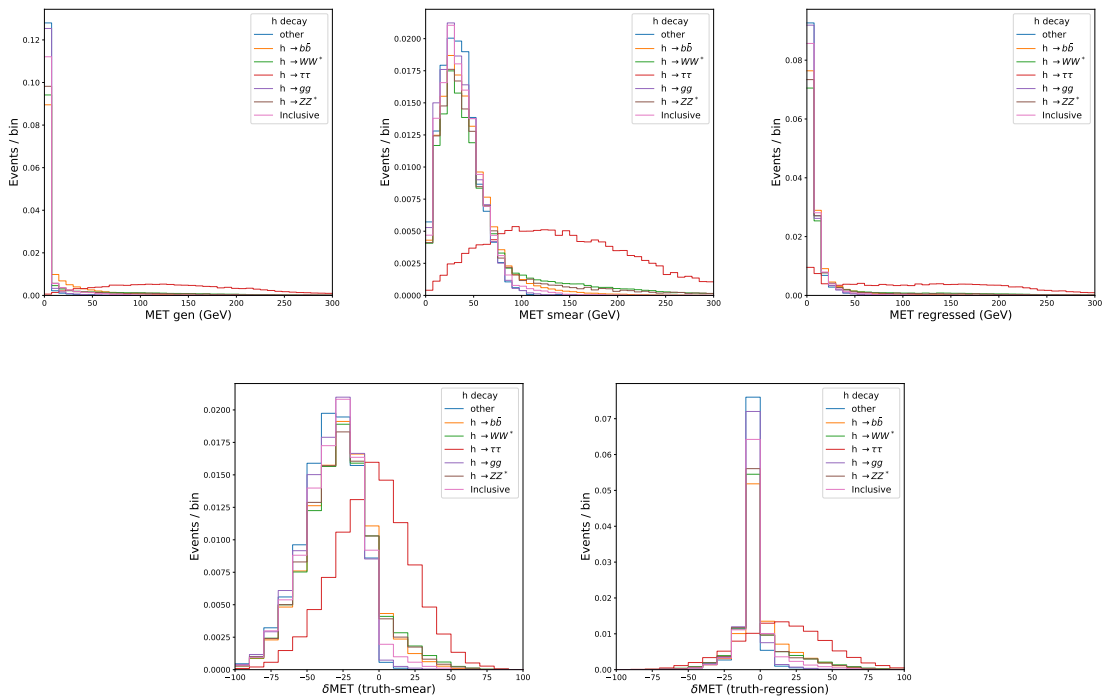 h decay
other
h → bb̄
h → WW*
h → ττ
h → gg
h → ZZ*
Inclusive
Events / bin
0.12
0.10
0.08
0.06
0.04
0.02
0.00
0 50 100 150 200 250 300
MET gen (GeV)
h decay
other
h → bb̄
h → WW*
h → ττ
h → gg
h → ZZ*
Inclusive
Events / bin
0.0200
0.0175
0.0150
0.0125
0.0100
0.0075
0.0050
0.0025
0.0000
0 50 100 150 200 250 300
MET smear (GeV)
h decay
other
h → bb̄
h → WW*
h → ττ
h → gg
h → ZZ*
Inclusive
Events / bin
0.08
0.06
0.04
0.02
0.00
0 50 100 150 200 250 300
MET regressed (GeV)
h decay
other
h → bb̄
h → WW*
h → ττ
h → gg
h → ZZ*
Inclusive
Events / bin
0.0200
0.0175
0.0150
0.0125
0.0100
0.0075
0.0050
0.0025
0.0000
−100 −75 −50 −25 0 25 50 75 100
δMET (truth-smear)
h decay
other
h → bb̄
h → WW*
h → ττ
h → gg
h → ZZ*
Inclusive
Events / bin
0.07
0.06
0.05
0.04
0.03
0.02
0.01
0.00
−100 −75 −50 −25 0 25 50 75 100
δMET (truth-regression)